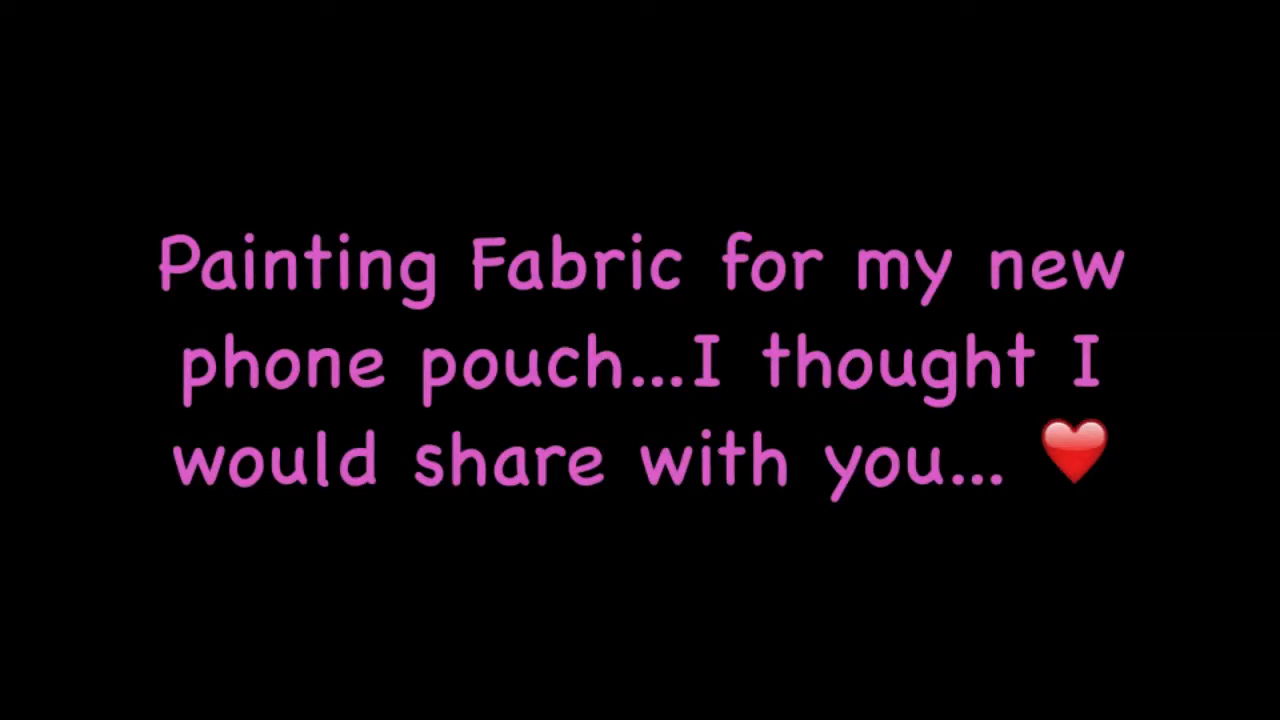 Painting Fabric for my new
phone pouch...I thought I
would share with you... ❤️